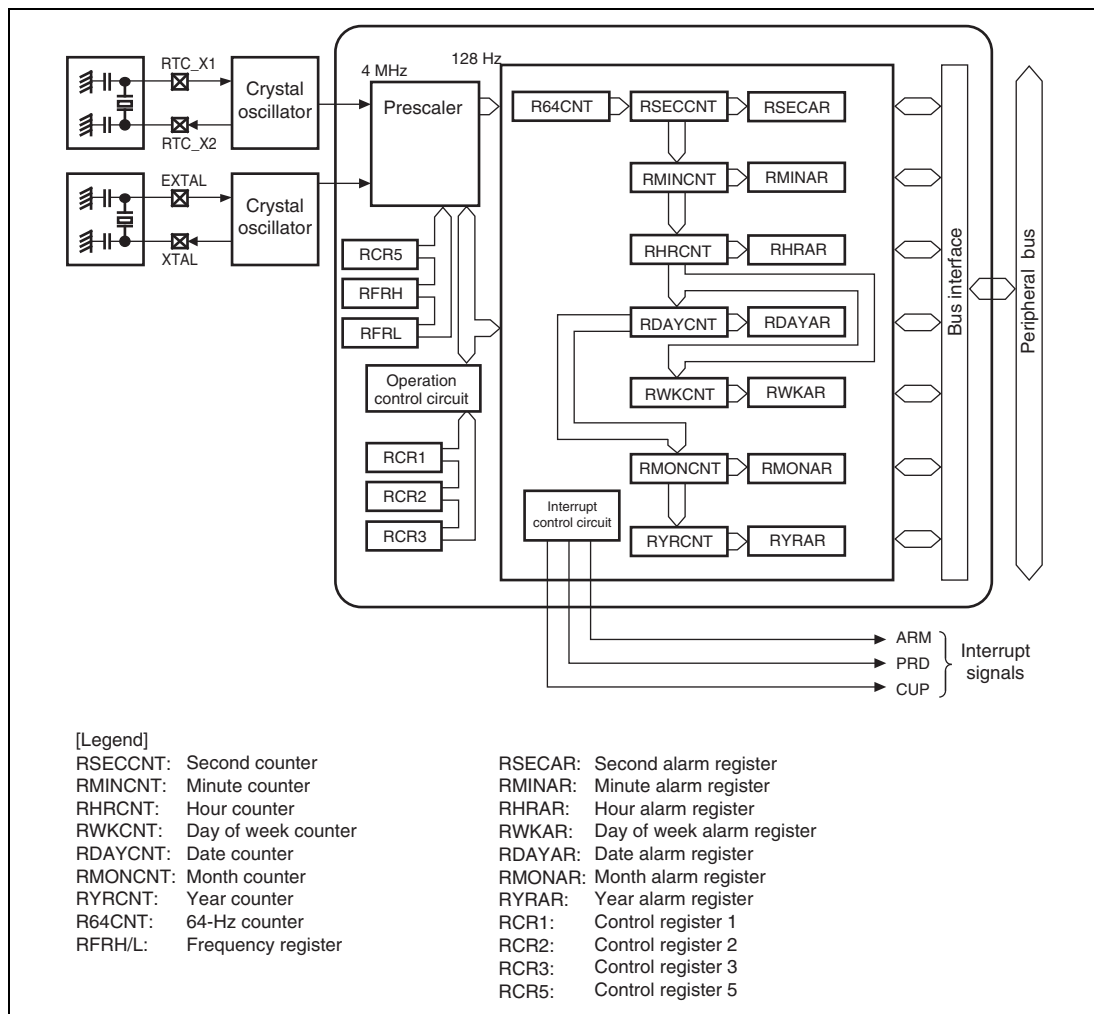 RTC_X1
RTC_X2
Crystal
oscillator
EXTAL
XTAL
Crystal
oscillator
4 MHz
128 Hz
Prescaler
RCR5
RFRH
RFRL
Operation
control circuit
RCR1
RCR2
RCR3
R64CNT
RSECCNT
RSECAR
RMINCNT
RMINAR
RHRCNT
RHRAR
RDAYCNT
RDAYAR
RWKCNT
RWKAR
RMONCNT
RMONAR
RYRCNT
RYRAR
Interrupt
control circuit
Bus interface
Peripheral bus
ARM
PRD
CUP
Interrupt
signals
[Legend]
RSECCNT: Second counter
RMINCNT: Minute counter
RHRCNT: Hour counter
RWKCNT: Day of week counter
RDAYCNT: Date counter
RMONCNT: Month counter
RYRCNT: Year counter
R64CNT: 64-Hz counter
RFRH/L: Frequency register
RSECAR: Second alarm register
RMINAR: Minute alarm register
RHRAR: Hour alarm register
RWKAR: Day of week alarm register
RDAYAR: Date alarm register
RMONAR: Month alarm register
RYRAR: Year alarm register
RCR1: Control register 1
RCR2: Control register 2
RCR3: Control register 3
RCR5: Control register 5